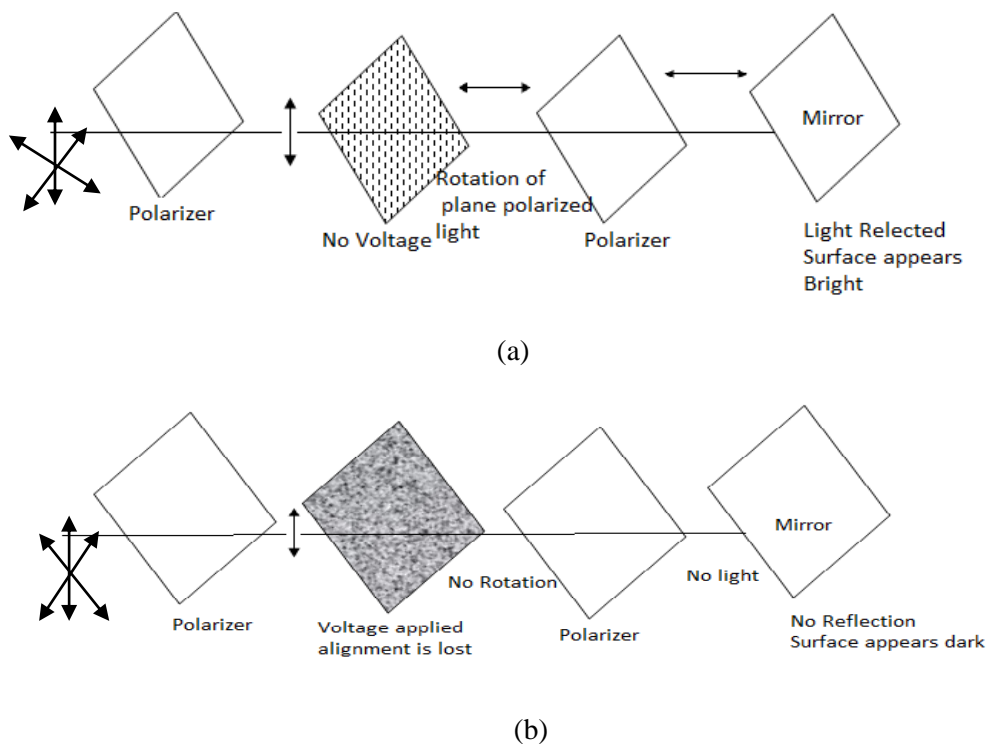 Mirror
Rotation of
plane polarized
light
Polarizer
No Voltage
Polarizer
Light Relected
Surface appears
Bright
(a)
Mirror
No Rotation
No light
Polarizer
Voltage applied
alignment is lost
Polarizer
No Reflection
Surface appears dark
(b)